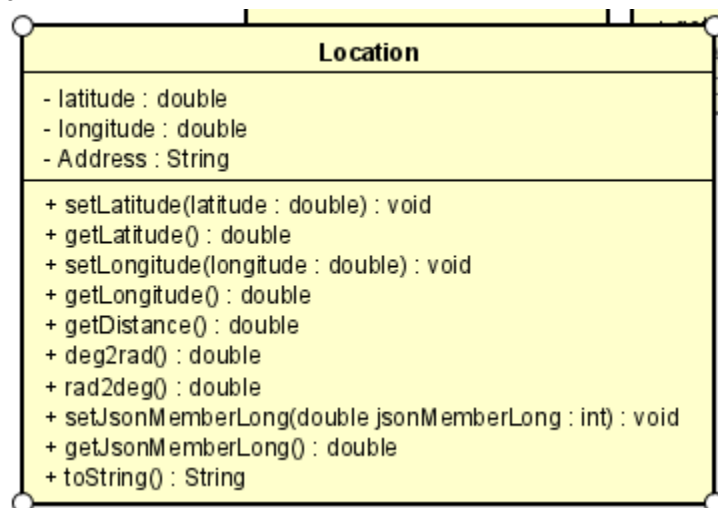 Location
- latitude : double
- longitude : double
- Address : String
+ setLatitude(latitude : double) : void
+ getLatitude() : double
+ setLongitude(longitude : double) : void
+ getLongitude() : double
+ getDistance() : double
+ deg2rad() : double
+ rad2deg() : double
+ setJsonMemberLong(double jsonMemberLong : int) : void
+ getJsonMemberLong() : double
+ toString() : String